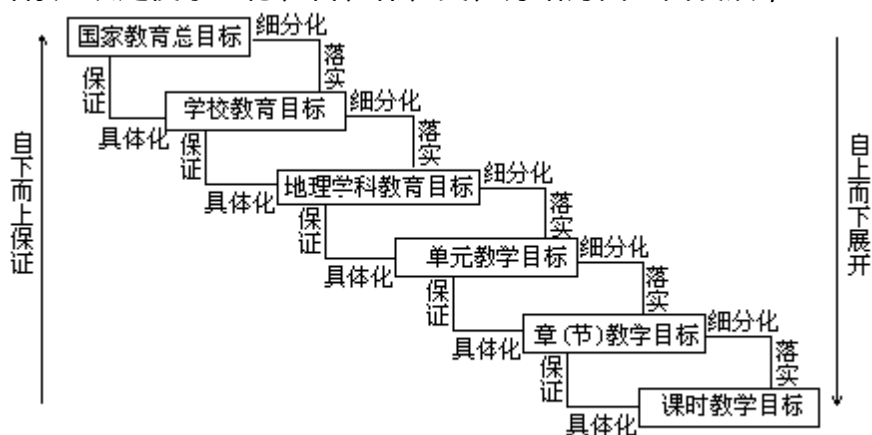 国家教育总目标
细分化
落实
保证
具体化
学校教育目标
细分化
落实
保证
具体化
地理学科教育目标
细分化
落实
保证
具体化
单元教学目标
细分化
落实
保证
具体化
章(节)教学目标
细分化
落实
保证
具体化
课时教学目标
自下而上保证
自上而下展开